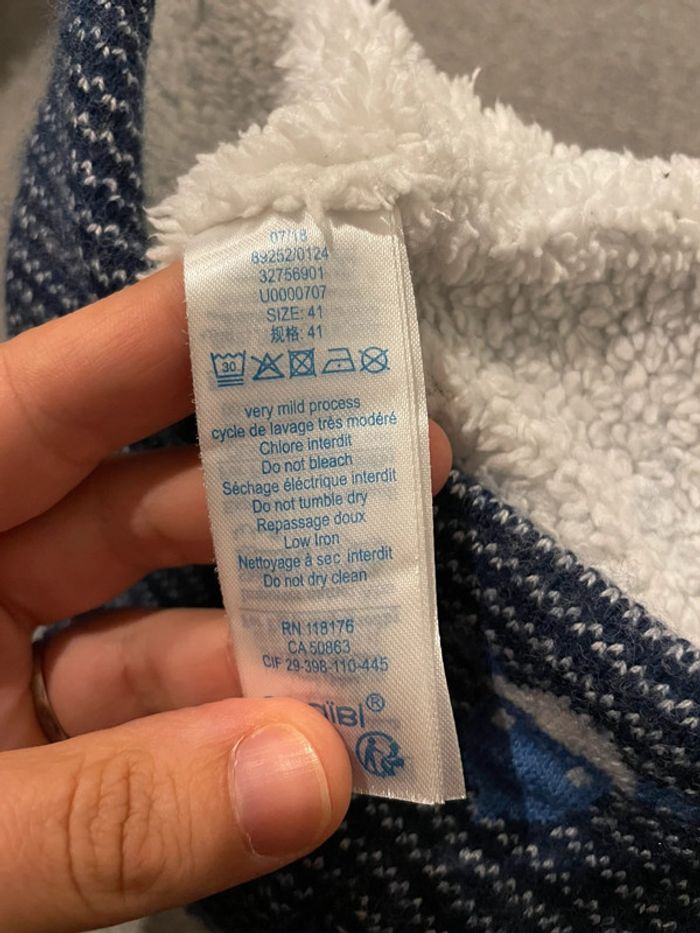 07/18
89252/0124
32756901
U0000707
SIZE: 41
规格: 41
30
very mild process
cycle de lavage très modéré
Chlore interdit
Do not bleach
Séchage éléctrique interdit
Do not tumble dry
Repassage doux
Low Iron
Nettoyage à sec interdit
Do not dry clean
RN 118176
CA 50863
CIF 29-398-110-445